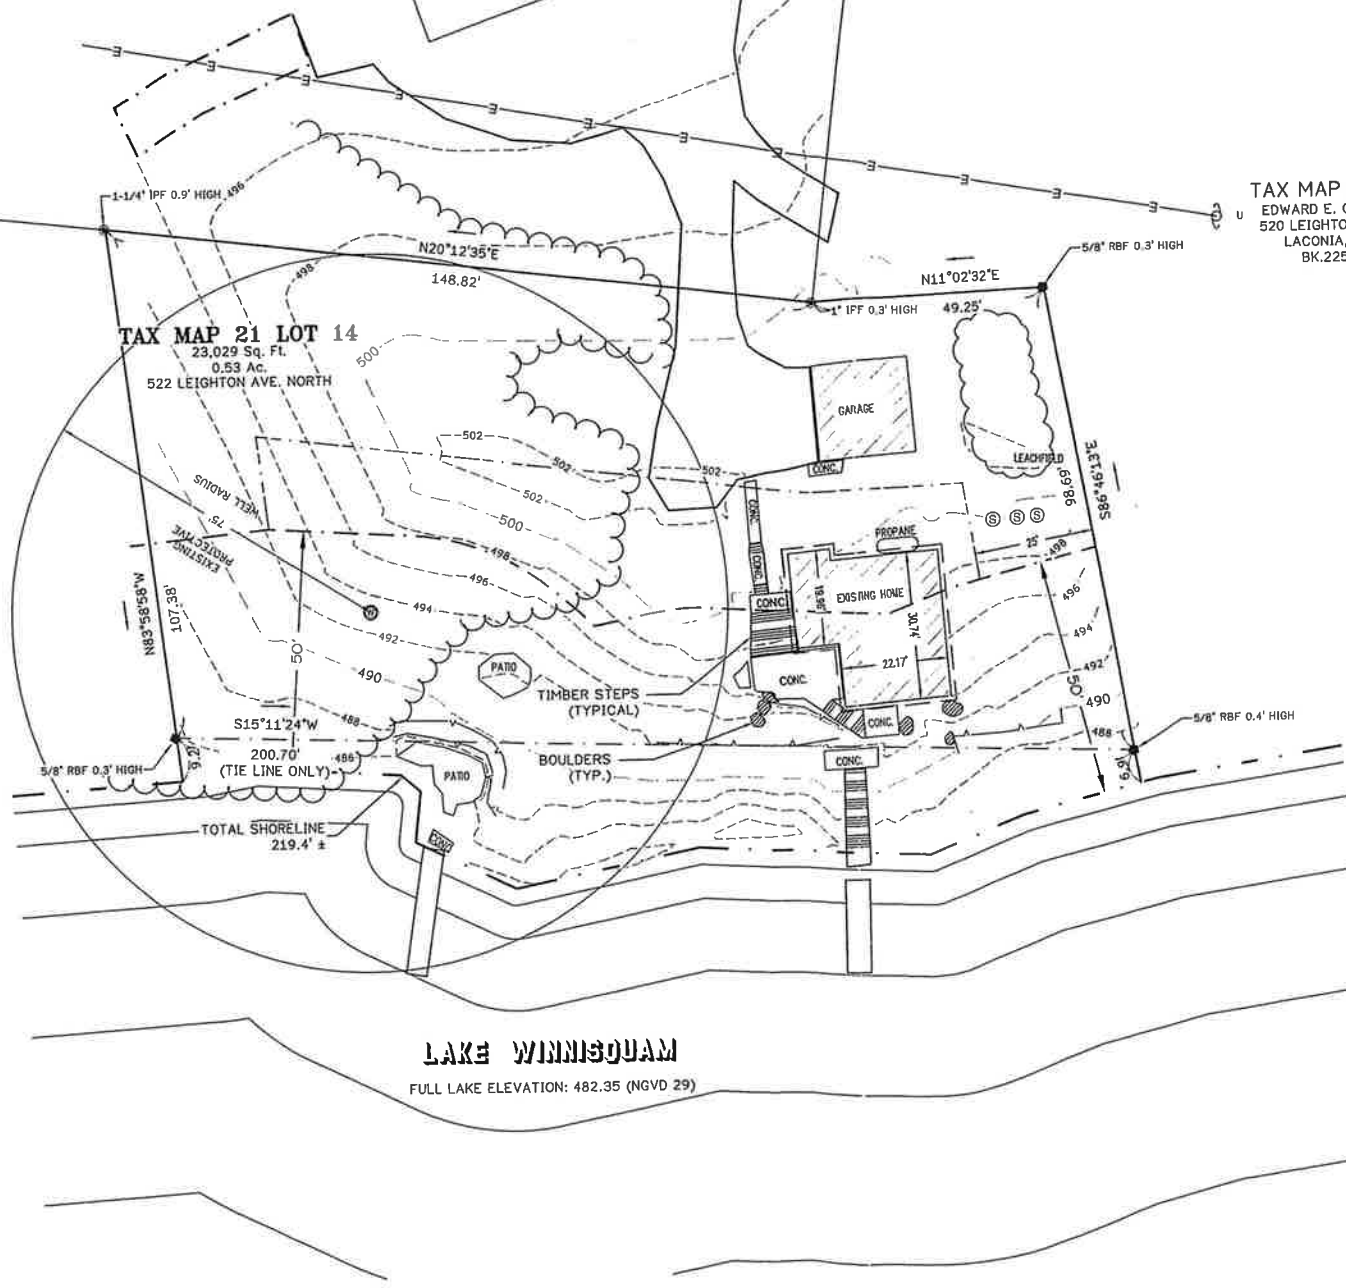 1-1/4" IPF 0.9' HIGH
496
TAX MAP
U
EDWARD E.
520 LEIGHTO
LACONIA,
BK.225
5/8" RBF 0.3' HIGH
N20°12'35"E
148.82'
498
N11°02'32"E
49.25'
1" IPF 0.3' HIGH
TAX MAP 21 LOT 14
23,029 Sq. Ft.
0.53 Ac.
522 LEIGHTON AVE. NORTH
500
GARAGE
LEACHFIELD
S86°46'13"E
98.69'
502
502
502
502
CONC.
CONC.
CONC.
CONC.
500
498
496
494
492
490
488
486
S S S
PROPANE
25'
498
496
494
492
490
488
EXISTING
PROTECTIVE
75'
WELL RADIUS
W
N83°58'58"W
107.38'
50'
EXISTING HOME
19.96'
30.74'
22.17'
PATIO
CONC.
TIMBER STEPS
(TYPICAL)
CONC.
50'
S15°11'24"W
200.70'
(TIE LINE ONLY)
5/8" RBF 0.3' HIGH
5/8" RBF 0.4' HIGH
BOULDERS
(TYP.)
CONC.
PATIO
TOTAL SHORELINE
219.4' ±
CONC.
LAKE WINNISQUAM
FULL LAKE ELEVATION: 482.35 (NGVD 29)